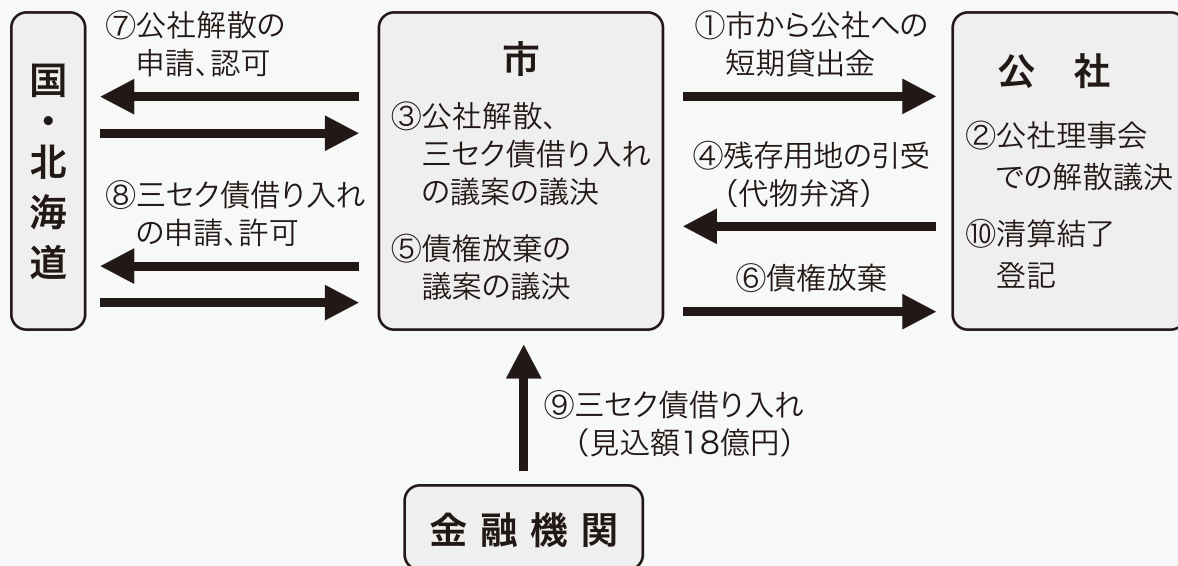 国・北海道
⑦公社解散の
申請、認可
⑧三セク債借り入れ
の申請、許可
市
③公社解散、
三セク債借り入れ
の議案の議決
⑤債権放棄の
議案の議決
①市から公社への
短期貸出金
④残存用地の引受
（代物弁済）
⑥債権放棄
公　社
②公社理事会
での解散議決
⑩清算結了
登記
⑨三セク債借り入れ
（見込額18億円）
金融機関